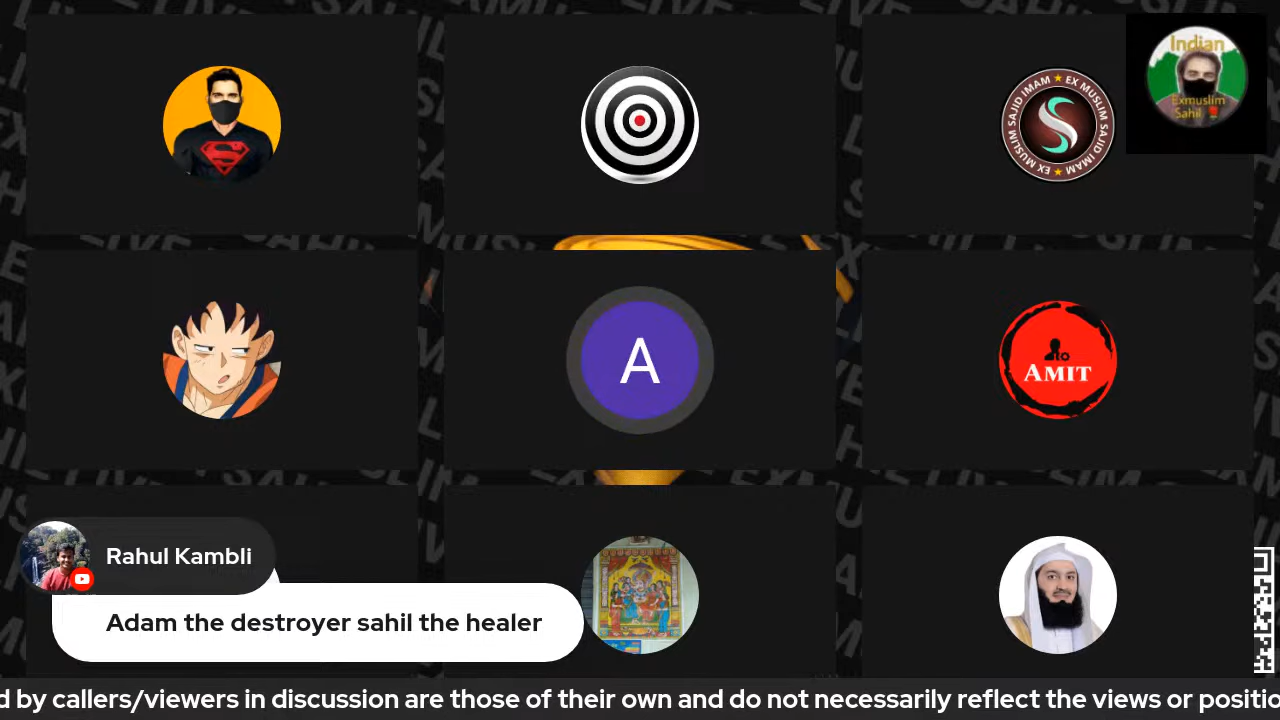 Indian
Exmuslim
Sahil
EX MUSLIM SAJID IMAM ★ EX MUSLIM SAJID IMAM ★
A
AMIT
Rahul Kambli
Adam the destroyer sahil the healer
d by callers/viewers in discussion are those of their own and do not necessarily reflect the views or positio